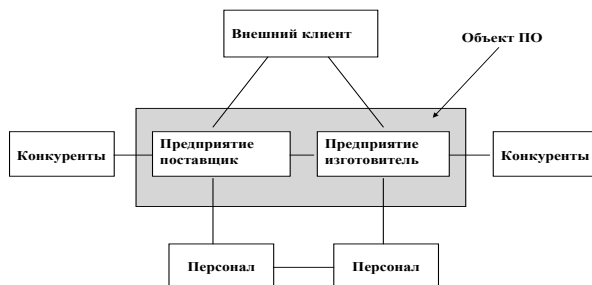 Внешний клиент
Объект ПО
Конкуренты
Предприятие
поставщик
Предприятие
изготовитель
Конкуренты
Персонал
Персонал